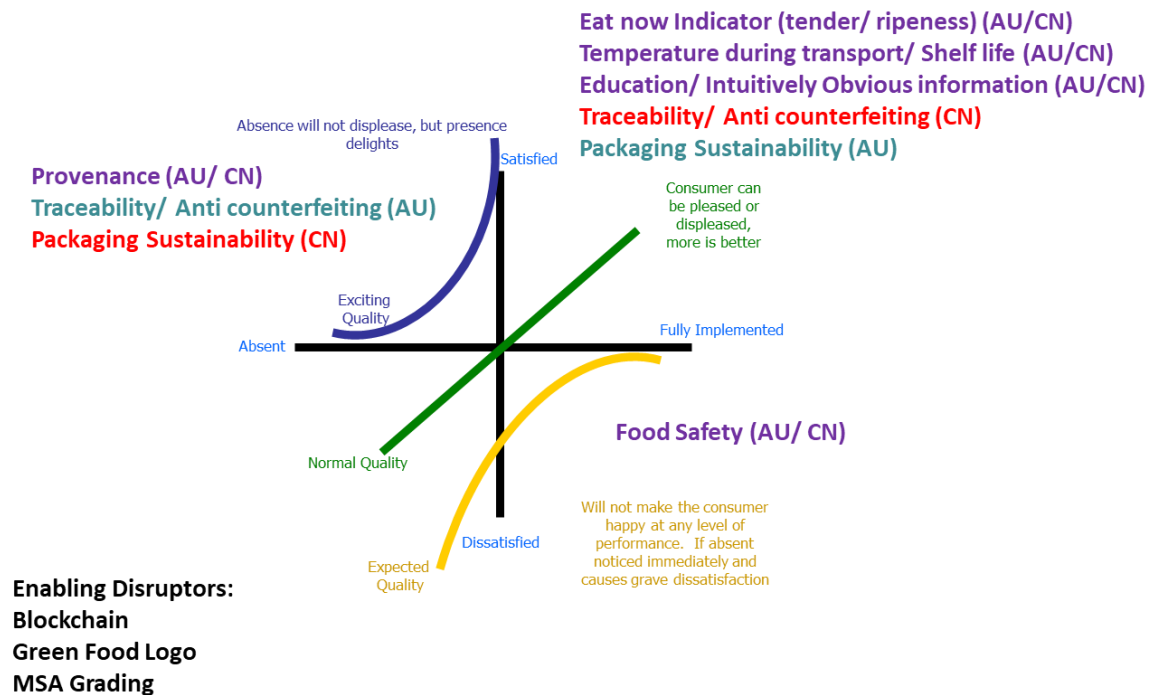 Eat now Indicator (tender/ ripeness) (AU/CN)
Temperature during transport/ Shelf life (AU/CN)
Education/ Intuitively Obvious information (AU/CN)
Traceability/ Anti counterfeiting (CN)
Packaging Sustainability (AU)
Absence will not displease, but presence
delights
Satisfied
Provenance (AU/ CN)
Traceability/ Anti counterfeiting (AU)
Packaging Sustainability (CN)
Consumer can
be pleased or
displeased,
more is better
Exciting
Quality
Absent
Fully Implemented
Food Safety (AU/ CN)
Normal Quality
Will not make the consumer
happy at any level of
performance.  If absent
noticed immediately and
causes grave dissatisfaction
Dissatisfied
Expected
Quality
Enabling Disruptors:
Blockchain
Green Food Logo
MSA Grading